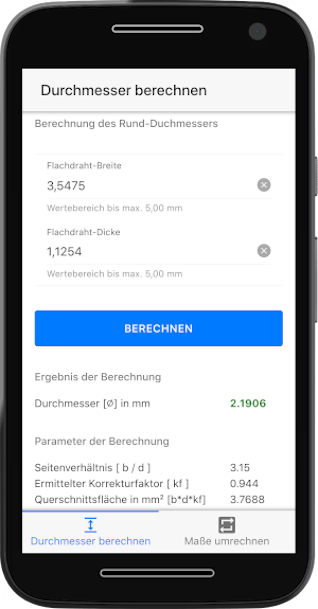 Durchmesser berechnen
Berechnung des Rund-Duchmessers
Flachdraht-Breite
3,5475
Wertebereich bis max. 5,00 mm
Flachdraht-Dicke
1,1254
Wertebereich bis max. 5,00 mm
BERECHNEN
Ergebnis der Berechnung
Durchmesser [Ø] in mm 2.1906
Parameter der Berechnung
Seitenverhältnis [ b / d ] 3.15
Ermittelter Korrekturfaktor [ kf ] 0.944
Querschnittsfläche in mm² [b*d*kf] 3.7688
Durchmesser berechnen Maße umrechnen